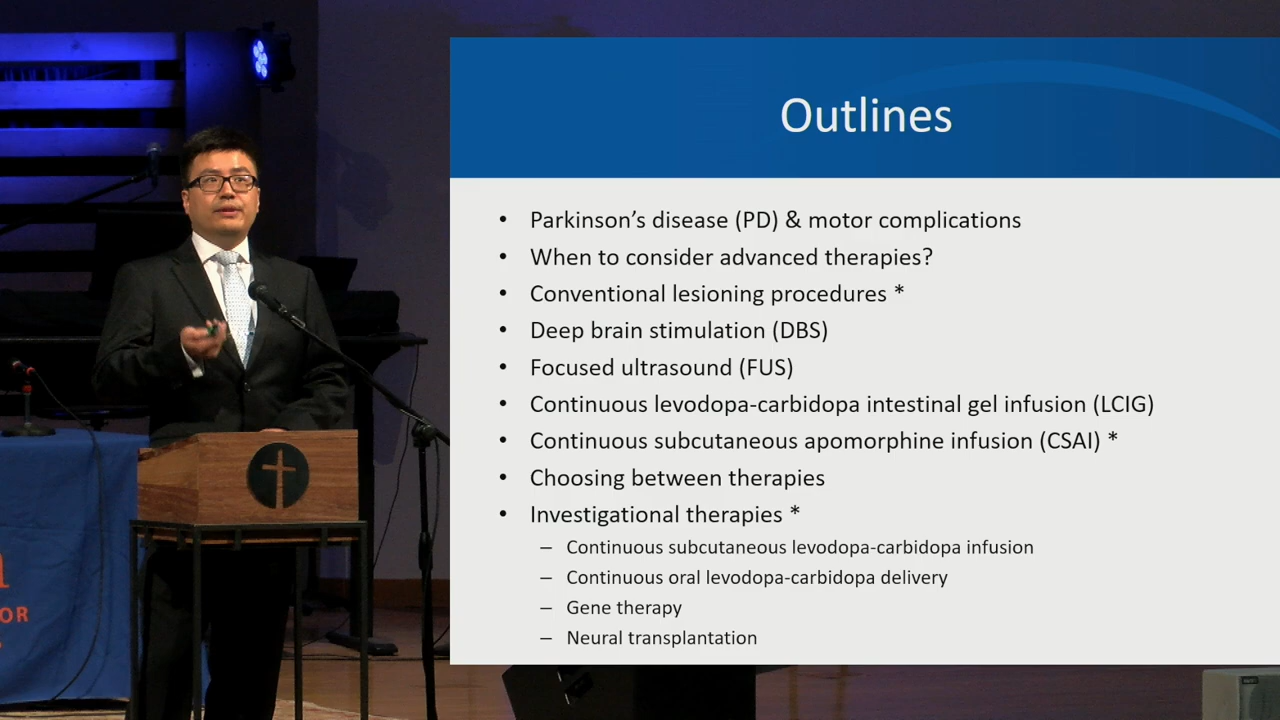 Outlines
• Parkinson's disease (PD) & motor complications
• When to consider advanced therapies?
• Conventional lesioning procedures *
• Deep brain stimulation (DBS)
• Focused ultrasound (FUS)
• Continuous levodopa-carbidopa intestinal gel infusion (LCIG)
• Continuous subcutaneous apomorphine infusion (CSAI) *
• Choosing between therapies
• Investigational therapies *
– Continuous subcutaneous levodopa-carbidopa infusion
– Continuous oral levodopa-carbidopa delivery
– Gene therapy
– Neural transplantation
OR